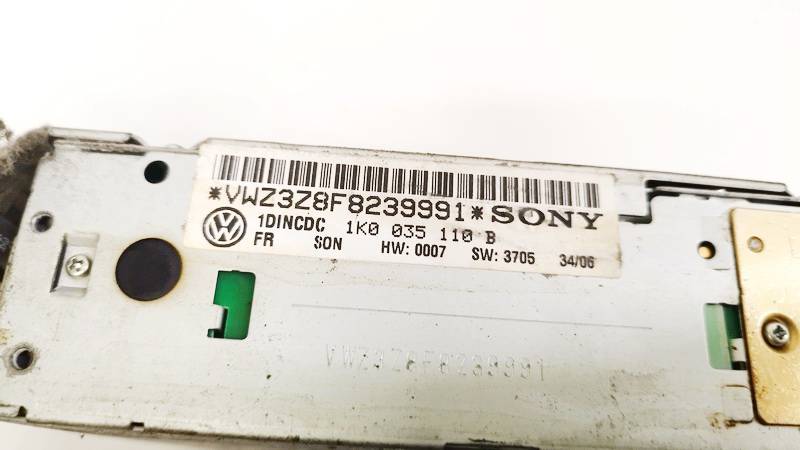 *VWZ3Z8F8239991* SONY
1DINCDC 1K0 035 110 B
FR SON HW: 0007 SW: 3705 34/06
VWZ3Z8F8239991